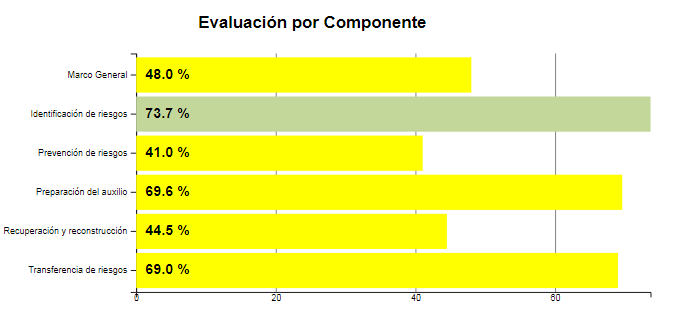 Evaluación por Componente
Marco General 48.0 %
Identificación de riesgos 73.7 %
Prevención de riesgos 41.0 %
Preparación del auxilio 69.6 %
Recuperación y reconstrucción 44.5 %
Transferencia de riesgos 69.0 %
0 20 40 60